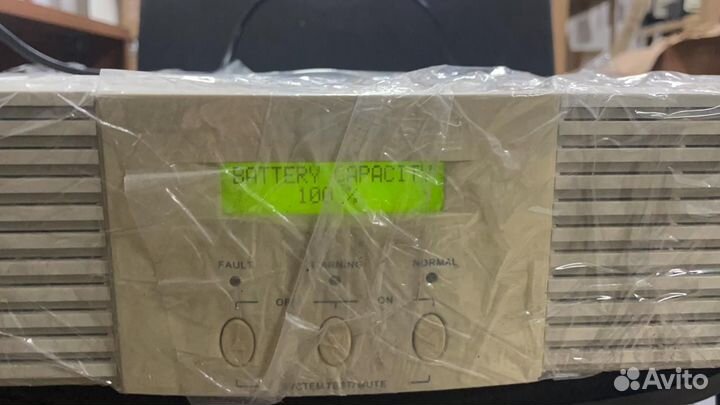 BATTERY CAPACITY
100 %
FAULT WARNING NORMAL
OFF ON
SYSTEM TEST/MUTE
Avito